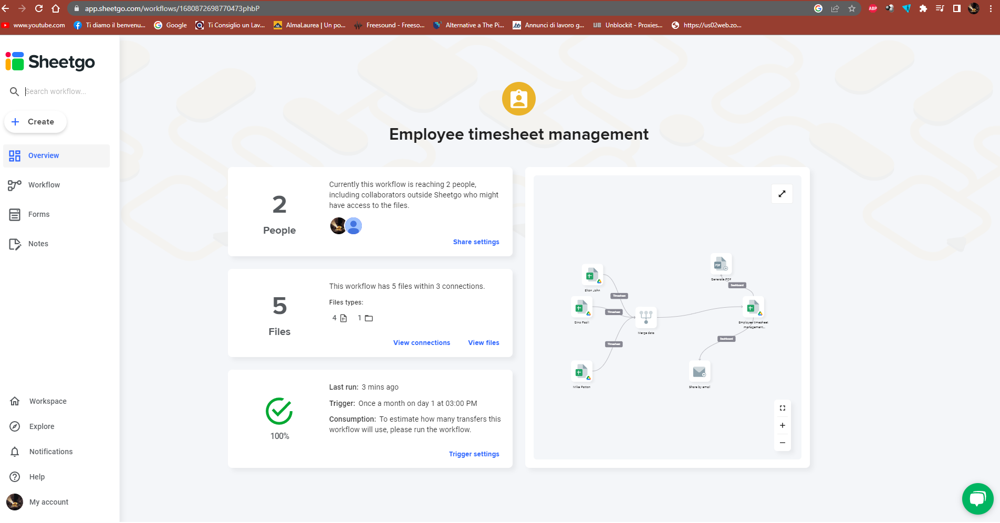 app.sheetgo.com/workflows/1680872698770473phbP
ABP
www.youtube.com
Ti diamo il benvenu...
Google
Ti Consiglio un Lav...
AlmaLaurea | Un po...
Freesound - Freeso...
Alternative a The Pi...
Annunci di lavoro g...
UB
Unblockit - Proxies...
https://us02web.zo...
Sheetgo
Search workflow...
Create
Overview
Workflow
Forms
Notes
Workspace
Explore
Notifications
Help
My account
Employee timesheet management
2
People
Currently this workflow is reaching 2 people,
including collaborators outside Sheetgo who might
have access to the files.
Share settings
5
Files
This workflow has 5 files within 3 connections.
Files types:
4
1
View connections
View files
100%
Last run: 3 mins ago
Trigger: Once a month on day 1 at 03:00 PM
Consumption: To estimate how many transfers this
workflow will use, please run the workflow.
Trigger settings
Elton John
Timesheet
Gino Paoli
Timesheet
Mike Patton
Timesheet
Merge data
PDF
Generate PDF
Dashboard
Employee timesheet
management...
Dashboard
Share by email